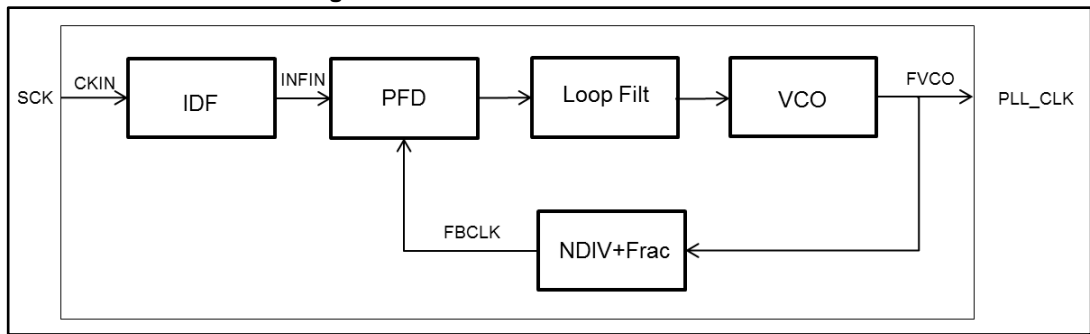 SCK
CKIN
IDF
INFIN
PFD
Loop Filt
VCO
FVCO
PLL_CLK
FBCLK
NDIV+Frac